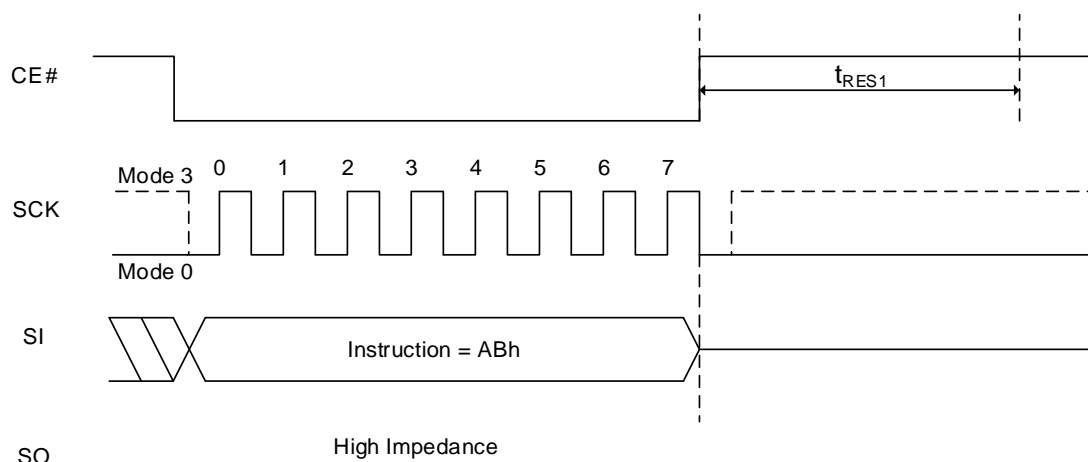 CE#
tRES1
Mode 3
0 1 2 3 4 5 6 7
SCK
Mode 0
SI
Instruction = ABh
High Impedance
SO